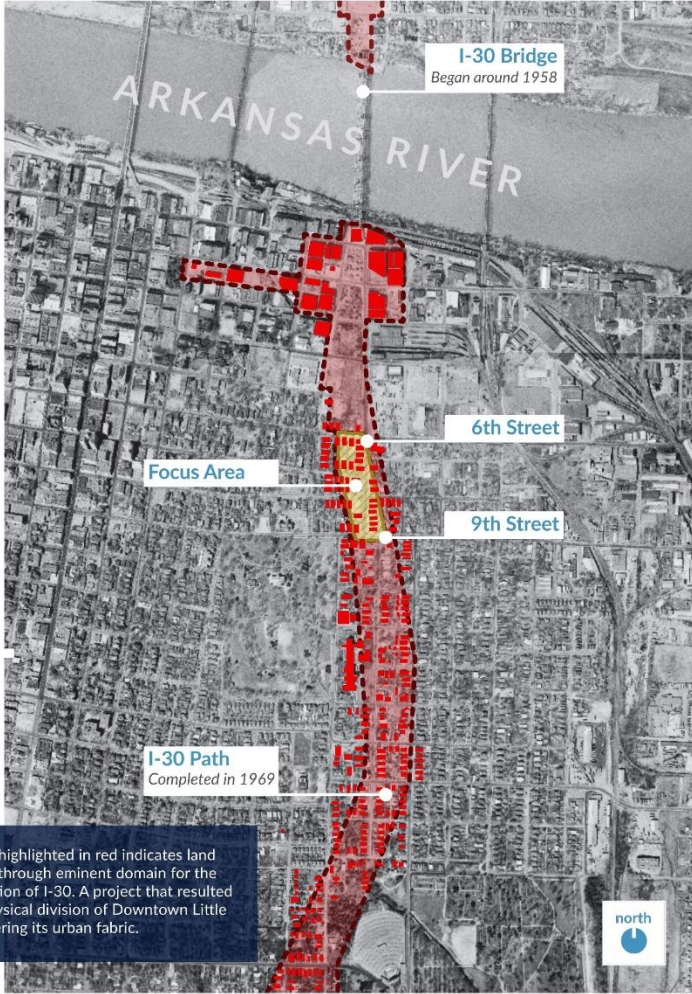 I-30 Bridge
Began around 1958
ARKANSAS RIVER
6th Street
Focus Area
9th Street
I-30 Path
Completed in 1969
highlighted in red indicates land
through eminent domain for the
ion of I-30. A project that resulted
ysical division of Downtown Little
ering its urban fabric.
north